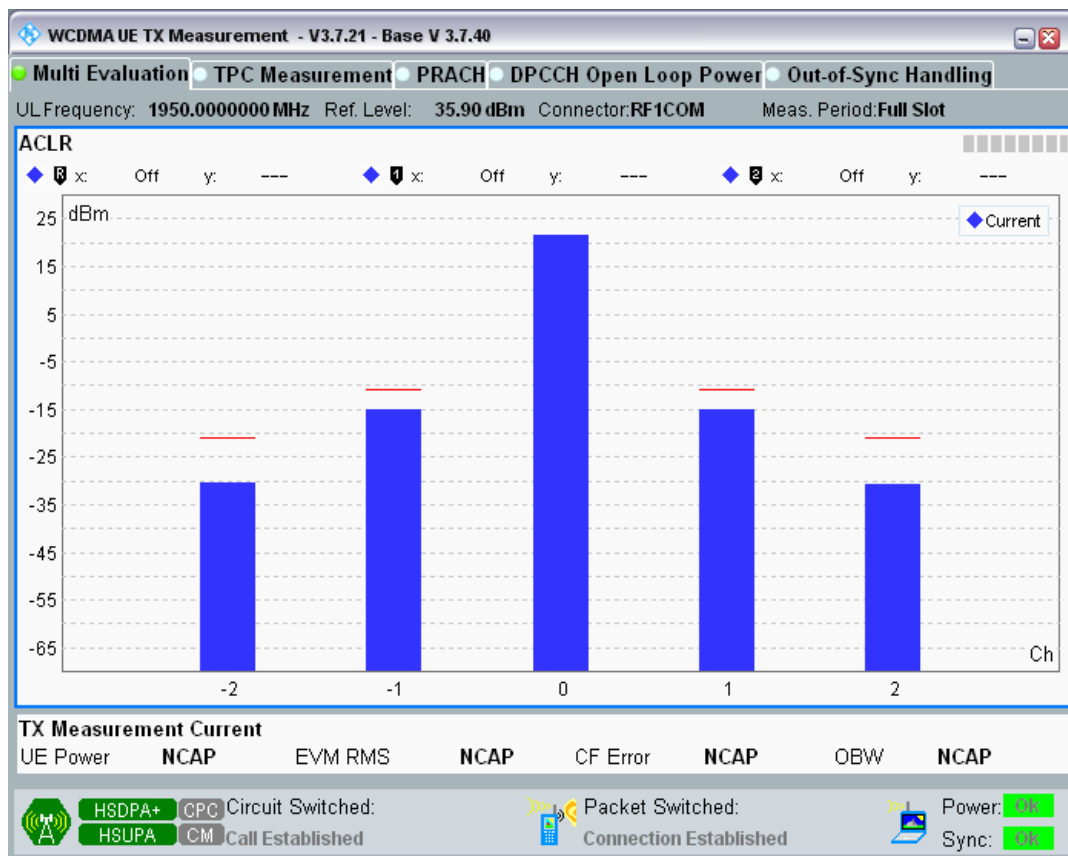 WCDMA UE TX Measurement - V3.7.21 - Base V 3.7.40
Multi Evaluation TPC Measurement PRACH DPCCH Open Loop Power Out-of-Sync Handling
UL Frequency: 1950.0000000 MHz Ref. Level: 35.90 dBm Connector:RF1COM Meas. Period:Full Slot
ACLR
R x: Off y: --- 1 x: Off y: --- 2 x: Off y: ---
dBm
Current
25
15
5
-5
-15
-25
-35
-45
-55
-65
Ch
-2 -1 0 1 2
TX Measurement Current
UE Power NCAP EVM RMS NCAP CF Error NCAP OBW NCAP
HSDPA+ CPC Circuit Switched: Packet Switched: Power: OK
HSUPA CM Call Established Connection Established Sync: OK